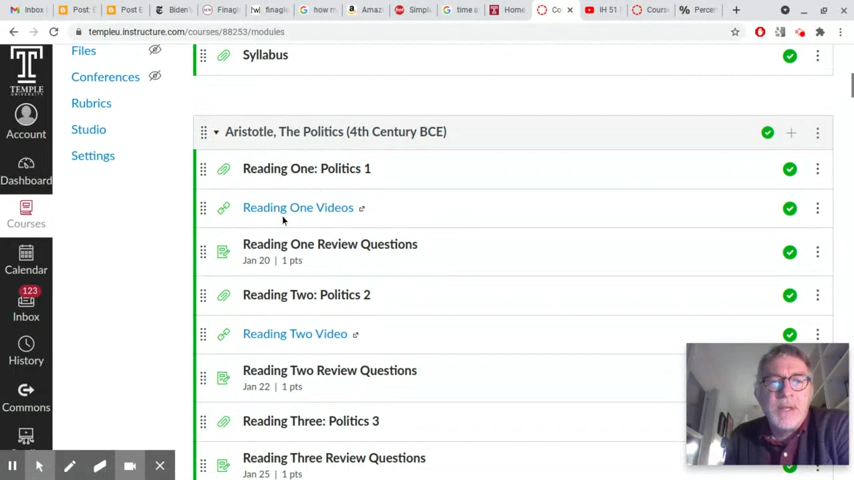 Inbox
Post: E
Post E
Biden'
Finagl
finagle
how m
Amaz
Simpl
time a
Home
Co
IH 51
Cours
Percen
templeu.instructure.com/courses/88253/modules
TEMPLE
UNIVERSITY
Account
Dashboard
Courses
Calendar
123
Inbox
History
Commons
Files
Conferences
Rubrics
Studio
Settings
Syllabus
Aristotle, The Politics (4th Century BCE)
Reading One: Politics 1
Reading One Videos
Reading One Review Questions
Jan 20 | 1 pts
Reading Two: Politics 2
Reading Two Video
Reading Two Review Questions
Jan 22 | 1 pts
Reading Three: Politics 3
Reading Three Review Questions
Jan 25 | 1 pts